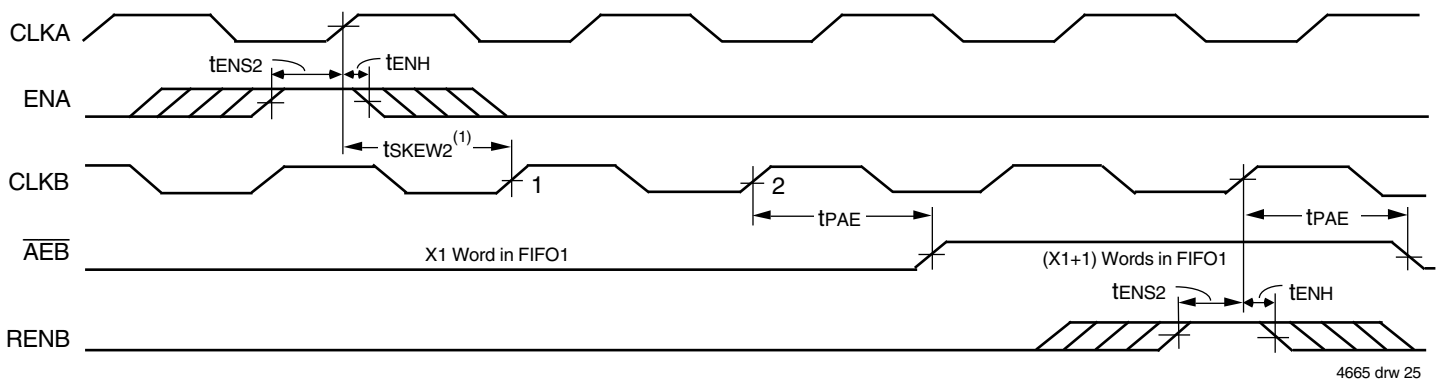 CLKA
tENS2 tENH
ENA
tSKEW2(1)
CLKB 1 2
tPAE tPAE
AEB X1 Word in FIFO1 (X1+1) Words in FIFO1
tENS2 tENH
RENB
4665 drw 25